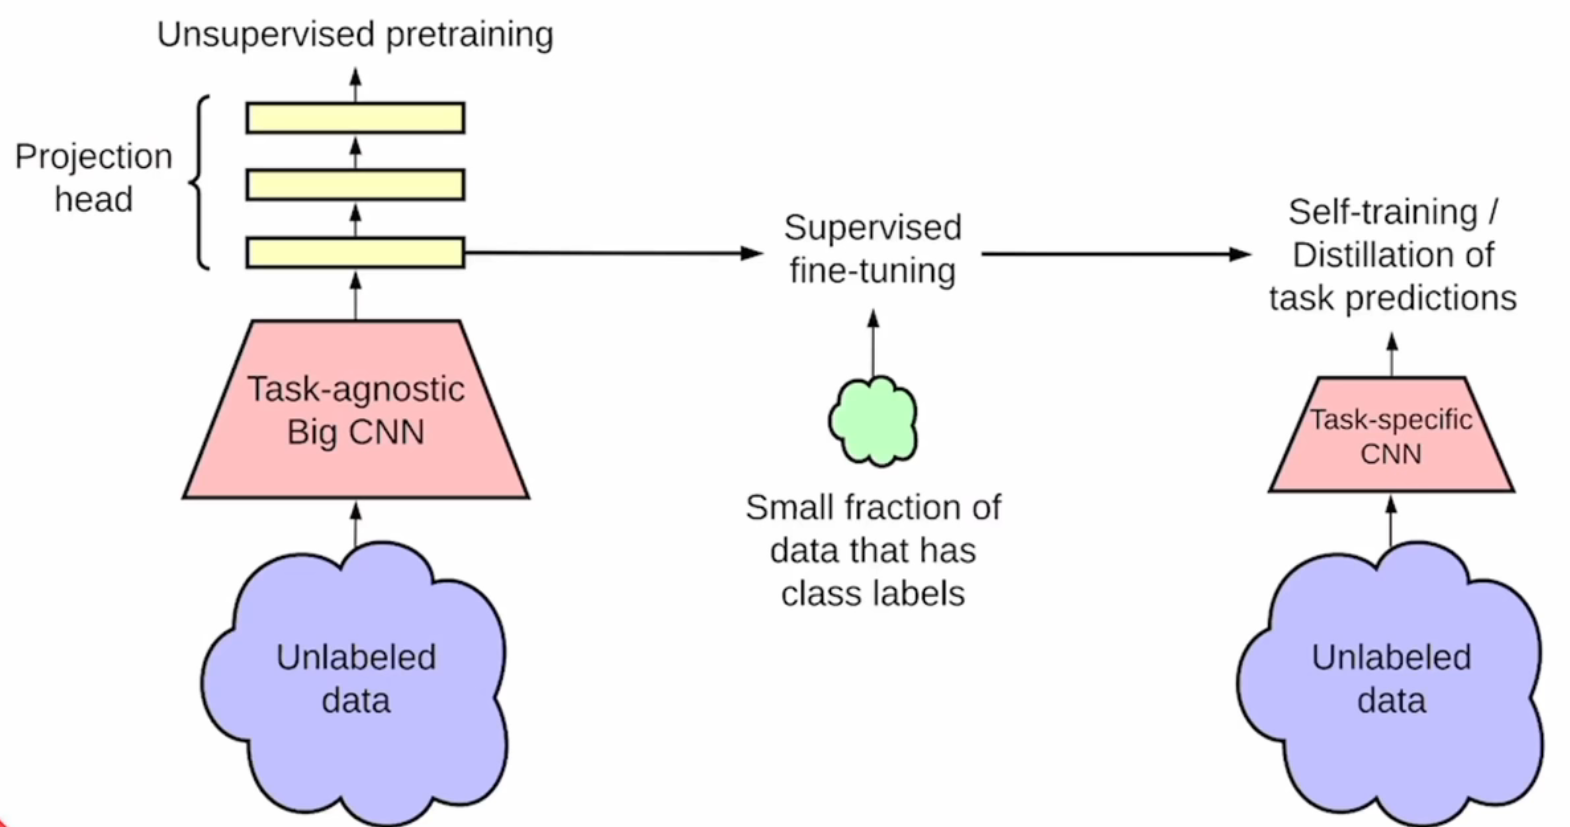 Unsupervised pretraining
Projection
head
Task-agnostic
Big CNN
Unlabeled
data
Supervised
fine-tuning
Small fraction of
data that has
class labels
Self-training /
Distillation of
task predictions
Task-specific
CNN
Unlabeled
data